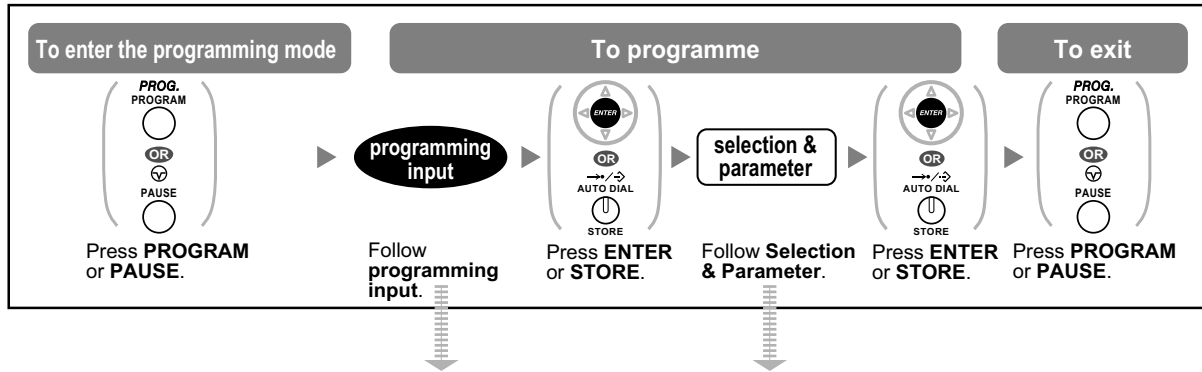 To enter the programming mode
To programme
To exit
PROG.
PROGRAM
OR
PAUSE
Press PROGRAM
or PAUSE.
programming
input
Follow
programming
input.
ENTER
OR
AUTO DIAL
STORE
Press ENTER
or STORE.
selection &
parameter
Follow Selection
& Parameter.
ENTER
OR
AUTO DIAL
STORE
Press ENTER
or STORE.
PROG.
PROGRAM
OR
PAUSE
Press PROGRAM
or PAUSE.